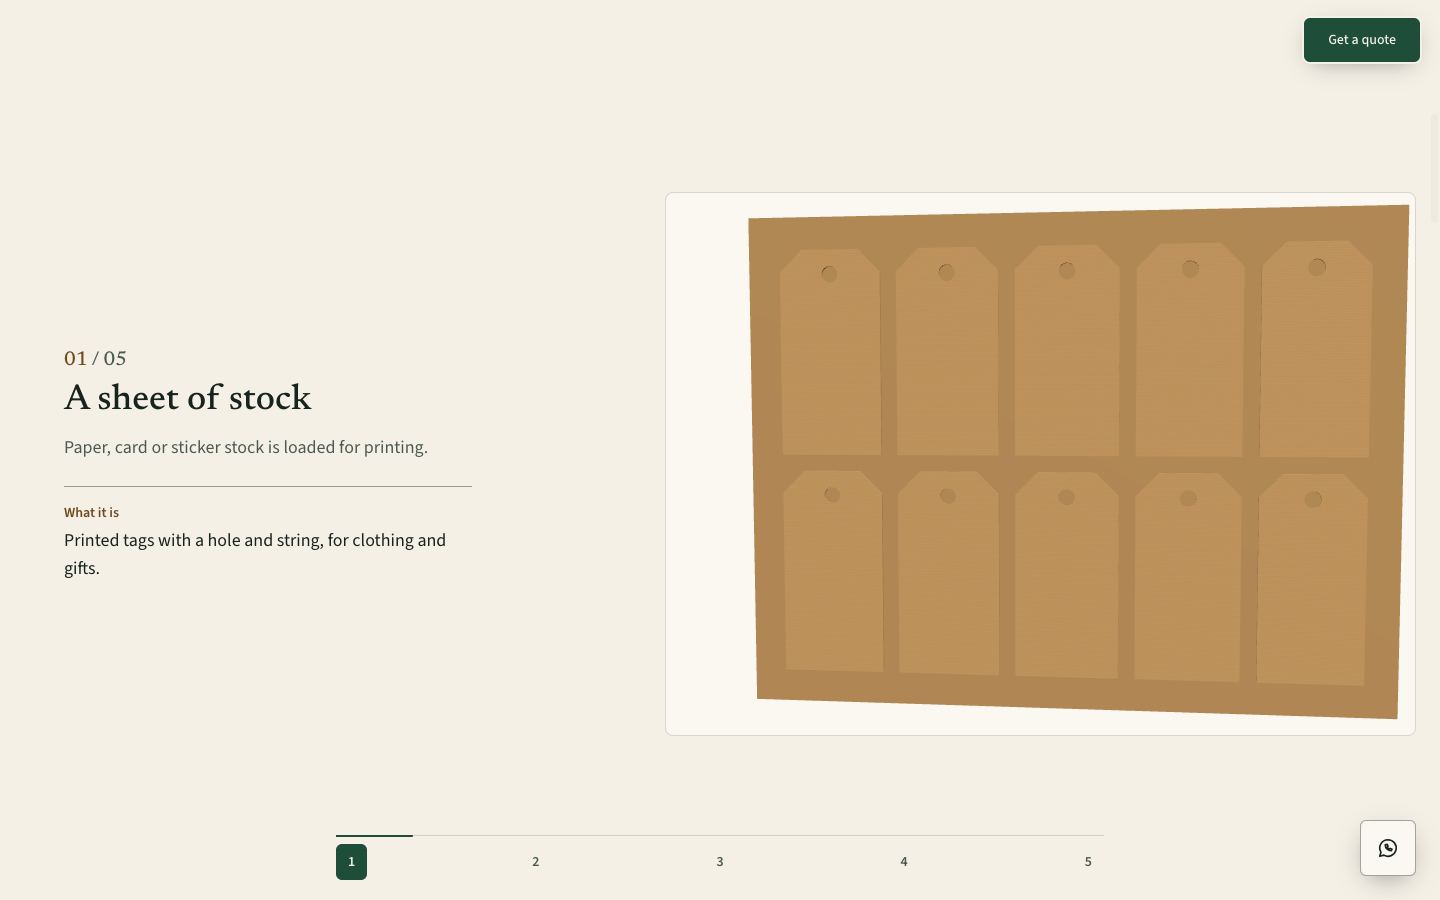 Get a quote
01 / 05
A sheet of stock
Paper, card or sticker stock is loaded for printing.
What it is
Printed tags with a hole and string, for clothing and
gifts.
1 2 3 4 5